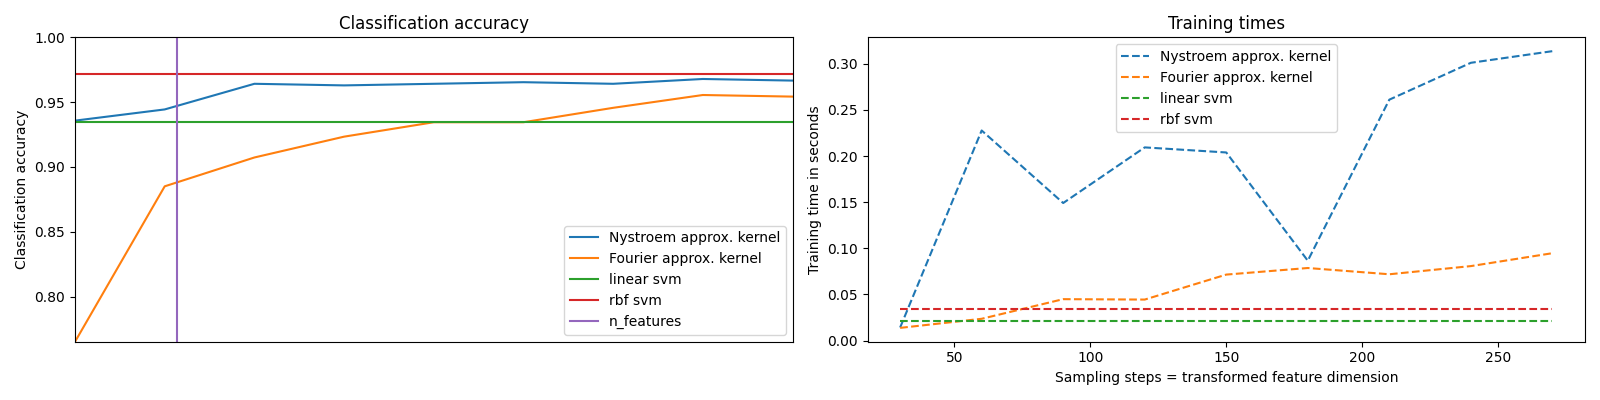 Classification accuracy
Classification accuracy
1.00
0.95
0.90
0.85
0.80
Nystroem approx. kernel
Fourier approx. kernel
linear svm
rbf svm
n_features
Training times
Training time in seconds
0.30
0.25
0.20
0.15
0.10
0.05
0.00
Nystroem approx. kernel
Fourier approx. kernel
linear svm
rbf svm
50 100 150 200 250
Sampling steps = transformed feature dimension